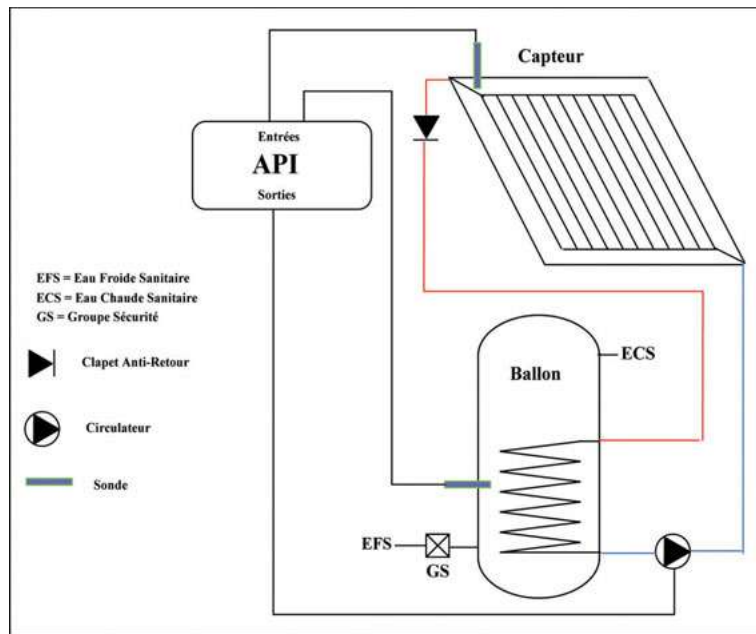 Capteur
Entrées
API
Sorties
EFS = Eau Froide Sanitaire
ECS = Eau Chaude Sanitaire
GS = Groupe Sécurité
Clapet Anti-Retour
Circulateur
Sonde
ECS
Ballon
EFS
GS